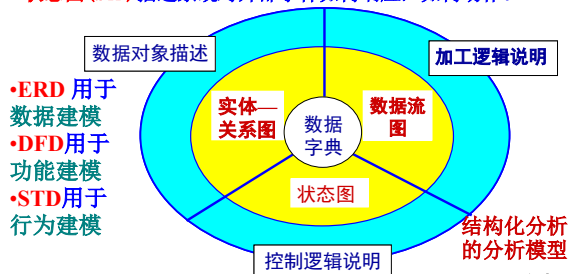 数据对象描述
加工逻辑说明
•ERD 用于
数据建模
•DFD用于
功能建模
•STD用于
行为建模
实体—
关系图
数据流
图
数据
字典
状态图
控制逻辑说明
结构化分析
的分析模型